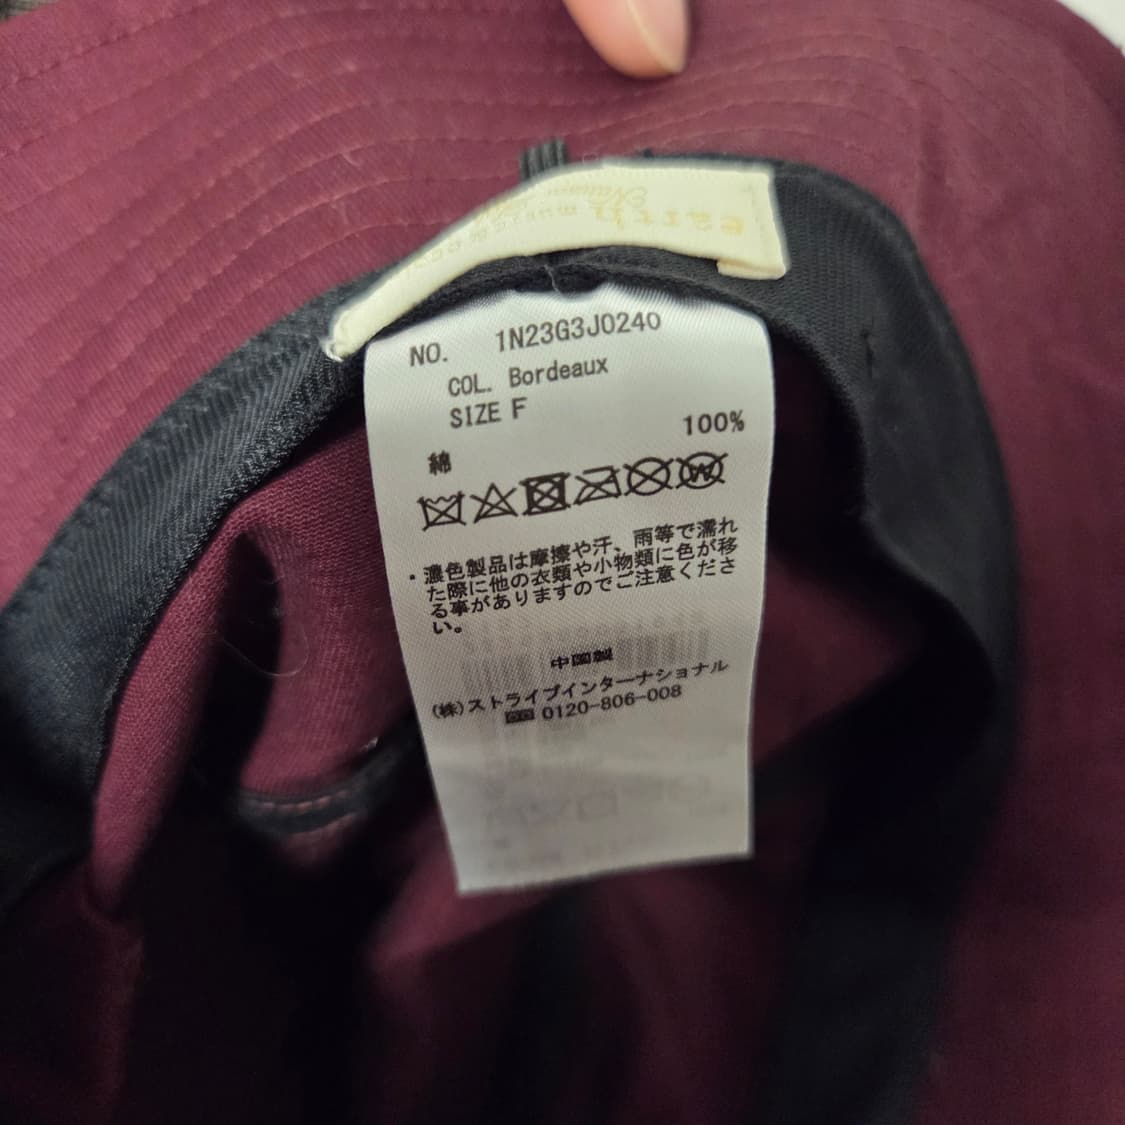 earth
NO. 1N23G3J0240
COL. Bordeaux
SIZE F
綿 100%
・濃色製品は摩擦や汗、雨等で濡れ
た際に他の衣類や小物類に色が移
る事がありますのでご注意くださ
い。
中国製
(株)ストライプインターナショナル
0120-806-008